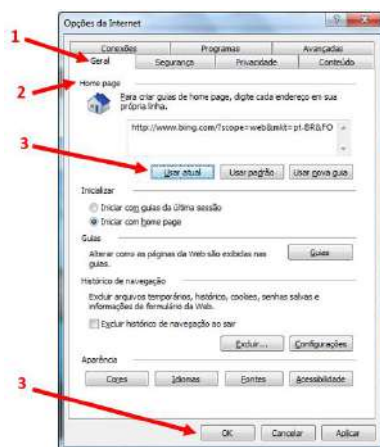 Opções da Internet
1
Conexões Programas Avançadas
Geral Segurança Privacidade Conteúdo
2
Home page
Para criar guias de home page, digite cada endereço em sua
própria linha.
http://www.bing.com/?scope=web&mkt=pt-BR&FO
3
Usar atual Usar padrão Usar nova guia
Inicializar
Iniciar com guias da última sessão
Iniciar com home page
Guias
Alterar como as páginas da Web são exibidas nas
guias.
Guias
Histórico de navegação
Excluir arquivos temporários, histórico, cookies, senhas salvas e
informações de formulário da Web.
Excluir histórico de navegação ao sair
Excluir... Configurações
Aparência
Cores Idiomas Fontes Acessibilidade
3
OK Cancelar Aplicar